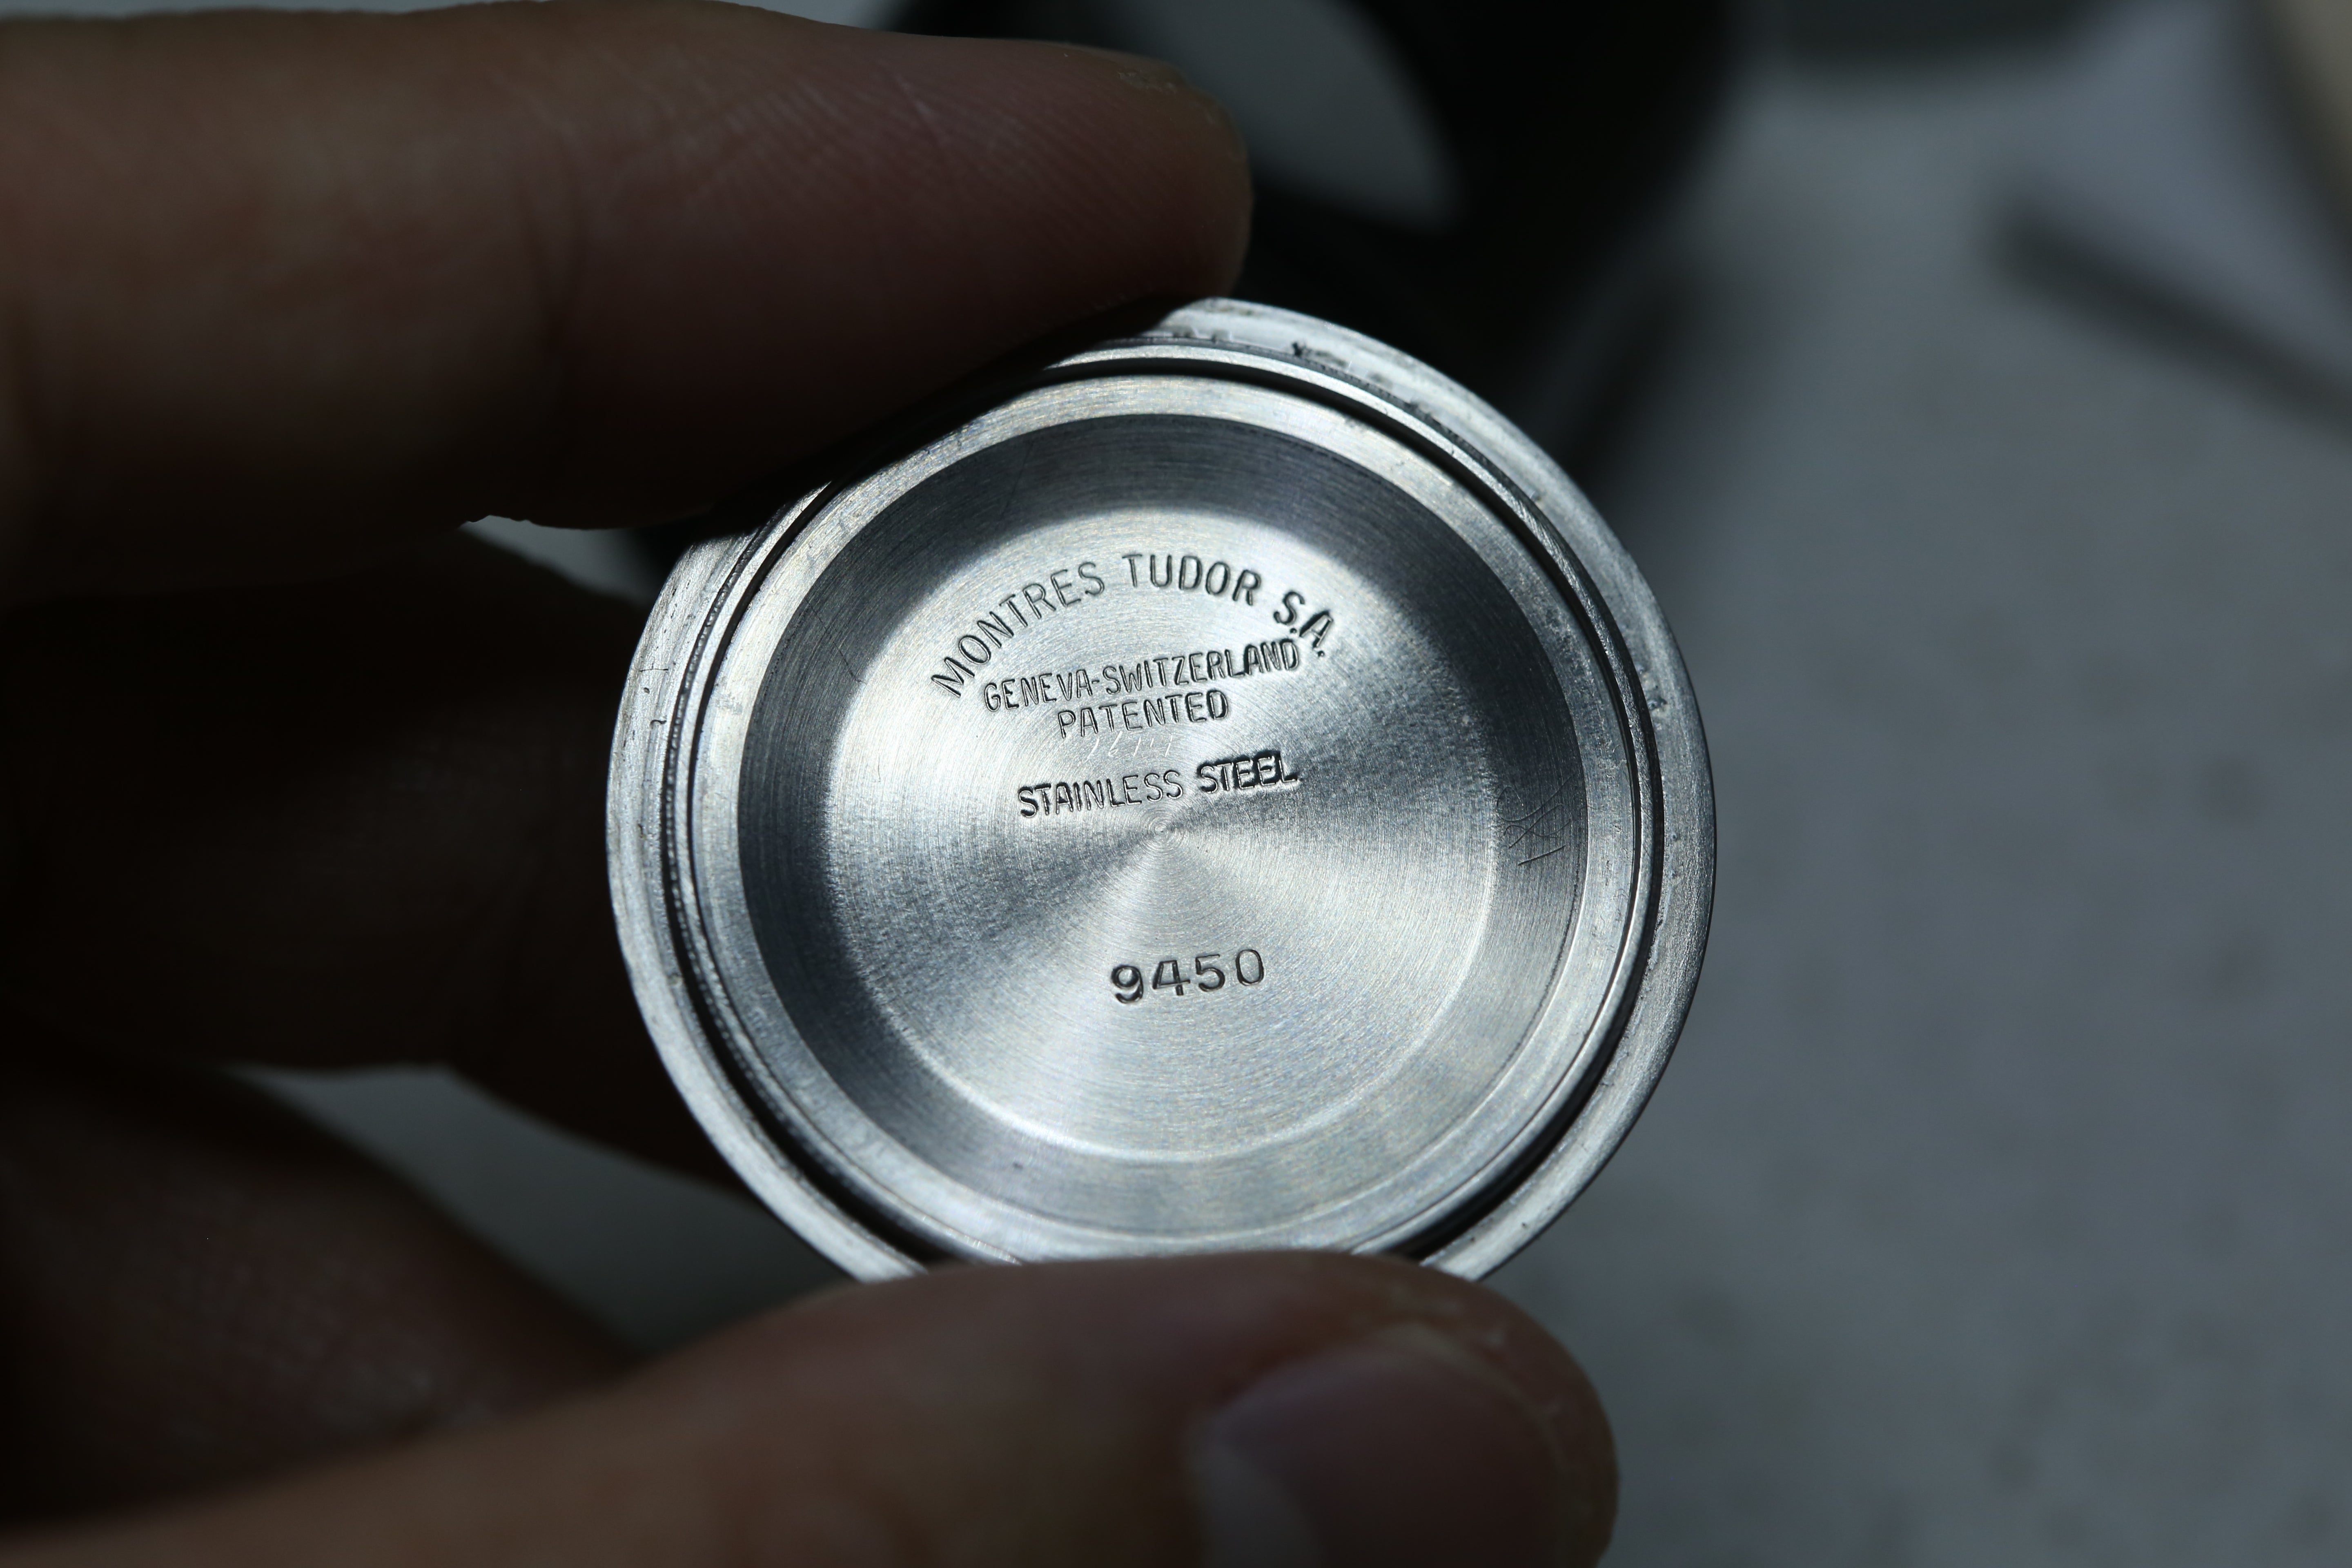 MONTRES TUDOR S.A.
GENEVA-SWITZERLAND
PATENTED
STAINLESS STEEL
9450